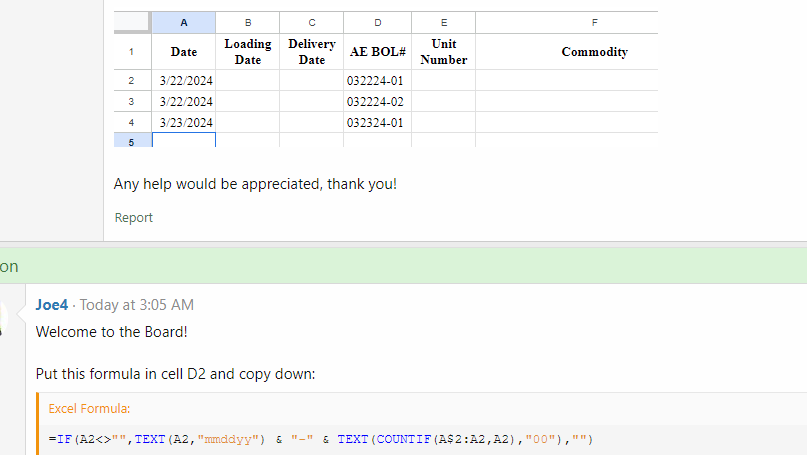 A B C D E F
1 Date Loading Date Delivery Date AE BOL# Unit Number Commodity
2 3/22/2024 032224-01
3 3/22/2024 032224-02
4 3/23/2024 032324-01
5
Any help would be appreciated, thank you!
Report
on
Joe4 · Today at 3:05 AM
Welcome to the Board!
Put this formula in cell D2 and copy down:
Excel Formula:
=IF(A2<>"",TEXT(A2,"mmddyy") & "-" & TEXT(COUNTIF(A$2:A2,A2),"00"),"")